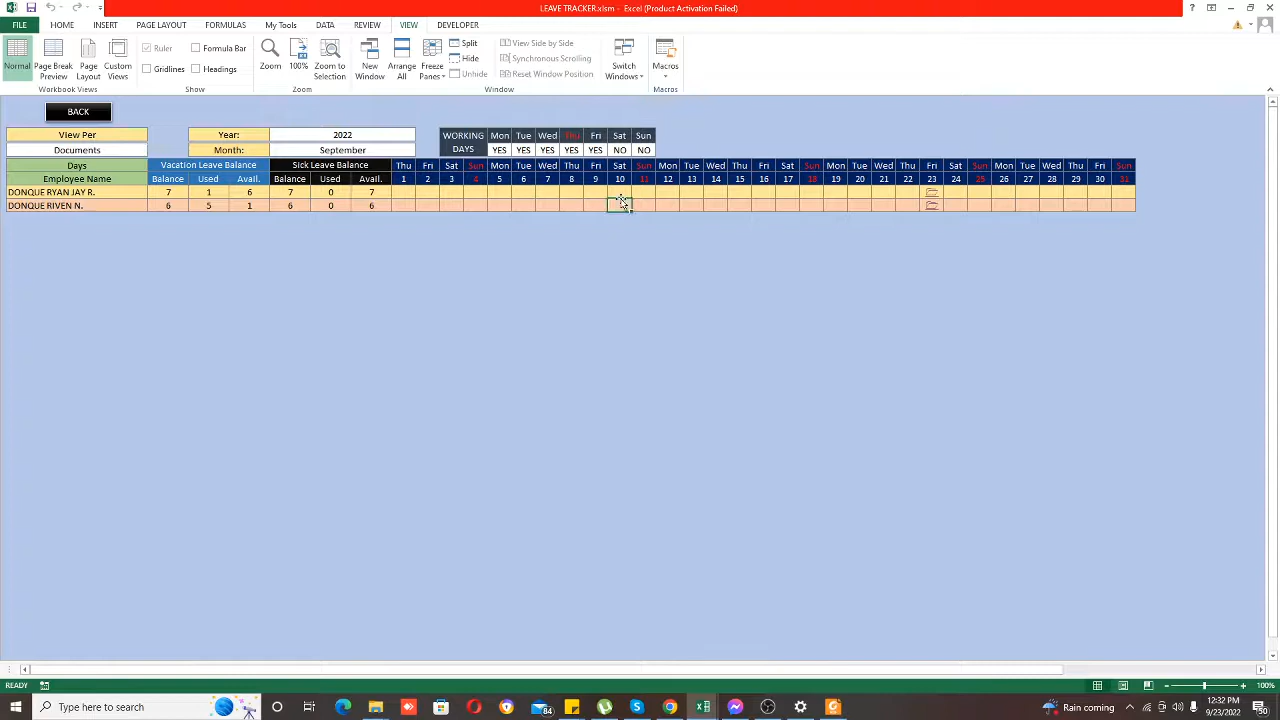 LEAVE TRACKER.xlsm - Excel (Product Activation Failed)
FILE HOME INSERT PAGE LAYOUT FORMULAS My Tools DATA REVIEW VIEW DEVELOPER
Normal Page Break Preview Page Layout Custom Views
Workbook Views
Ruler Formula Bar
Gridlines Headings
Show
Zoom 100% Zoom to Selection
Zoom
New Window Arrange All Freeze Panes
Split
Hide
Unhide
View Side by Side
Synchronous Scrolling
Reset Window Position
Window
Switch Windows
Macros
Macros
BACK
View Per Year: 2022 WORKING DAYS Mon Tue Wed Thu Fri Sat Sun
Documents Month: September YES YES YES YES YES NO NO
Days Vacation Leave Balance Sick Leave Balance Thu Fri Sat Sun Mon Tue Wed Thu Fri Sat Sun Mon Tue Wed Thu Fri Sat Sun Mon Tue Wed Thu Fri Sat Sun Mon Tue Wed Thu Fri Sun
Employee Name Balance Used Avail. Balance Used Avail. 1 2 3 4 5 6 7 8 9 10 11 12 13 14 15 16 17 18 19 20 21 22 23 24 25 26 27 28 29 30 31
DONQUE RYAN JAY R. 7 1 6 7 0 7
DONQUE RIVEN N. 6 5 1 6 0 6
READY 100%
Type here to search 84 Rain coming 12:32 PM
9/23/2022